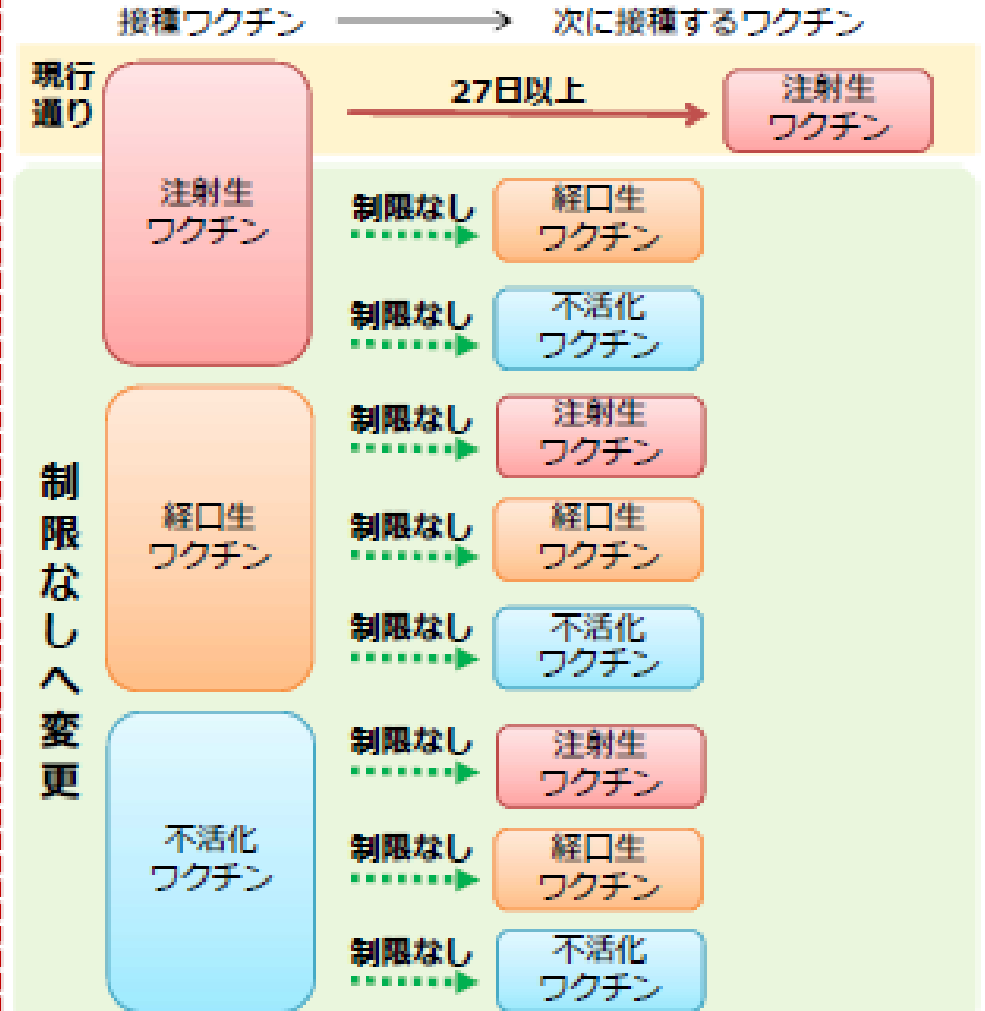 接種ワクチン
次に接種するワクチン
現行
通り
注射生
ワクチン
27日以上
注射生
ワクチン
制限なし
経口生
ワクチン
制限なし
不活化
ワクチン
制限なしへ変更
経口生
ワクチン
制限なし
注射生
ワクチン
制限なし
経口生
ワクチン
制限なし
不活化
ワクチン
不活化
ワクチン
制限なし
注射生
ワクチン
制限なし
経口生
ワクチン
制限なし
不活化
ワクチン